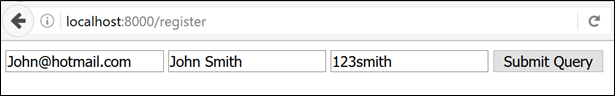 localhost:8000/register
John@hotmail.com John Smith 123smith Submit Query